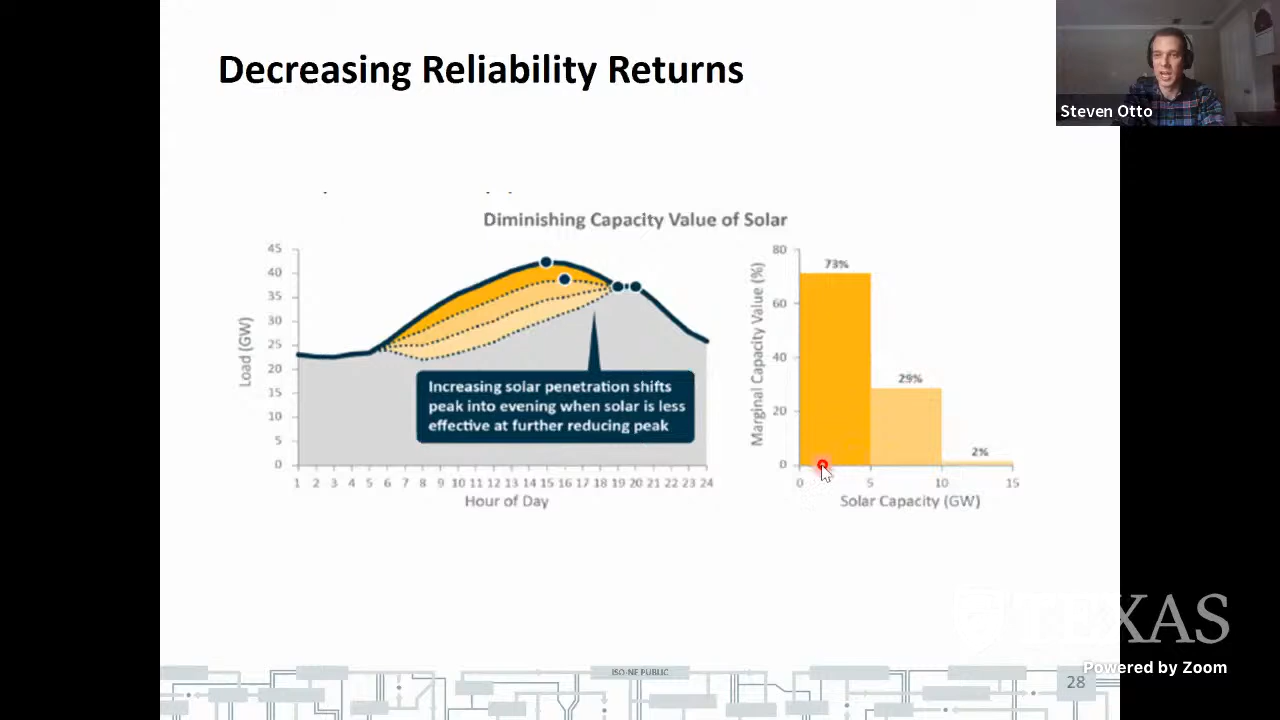 Decreasing Reliability Returns
Steven Otto
Diminishing Capacity Value of Solar
Load (GW)
45
40
35
30
25
20
15
10
5
0
Increasing solar penetration shifts
peak into evening when solar is less
effective at further reducing peak
1 2 3 4 5 6 7 8 9 10 11 12 13 14 15 16 17 18 19 20 21 22 23 24
Hour of Day
Marginal Capacity Value (%)
80
60
40
20
0
73%
29%
2%
0 5 10 15
Solar Capacity (GW)
TEXAS
Powered by Zoom
ISO-NE PUBLIC
28